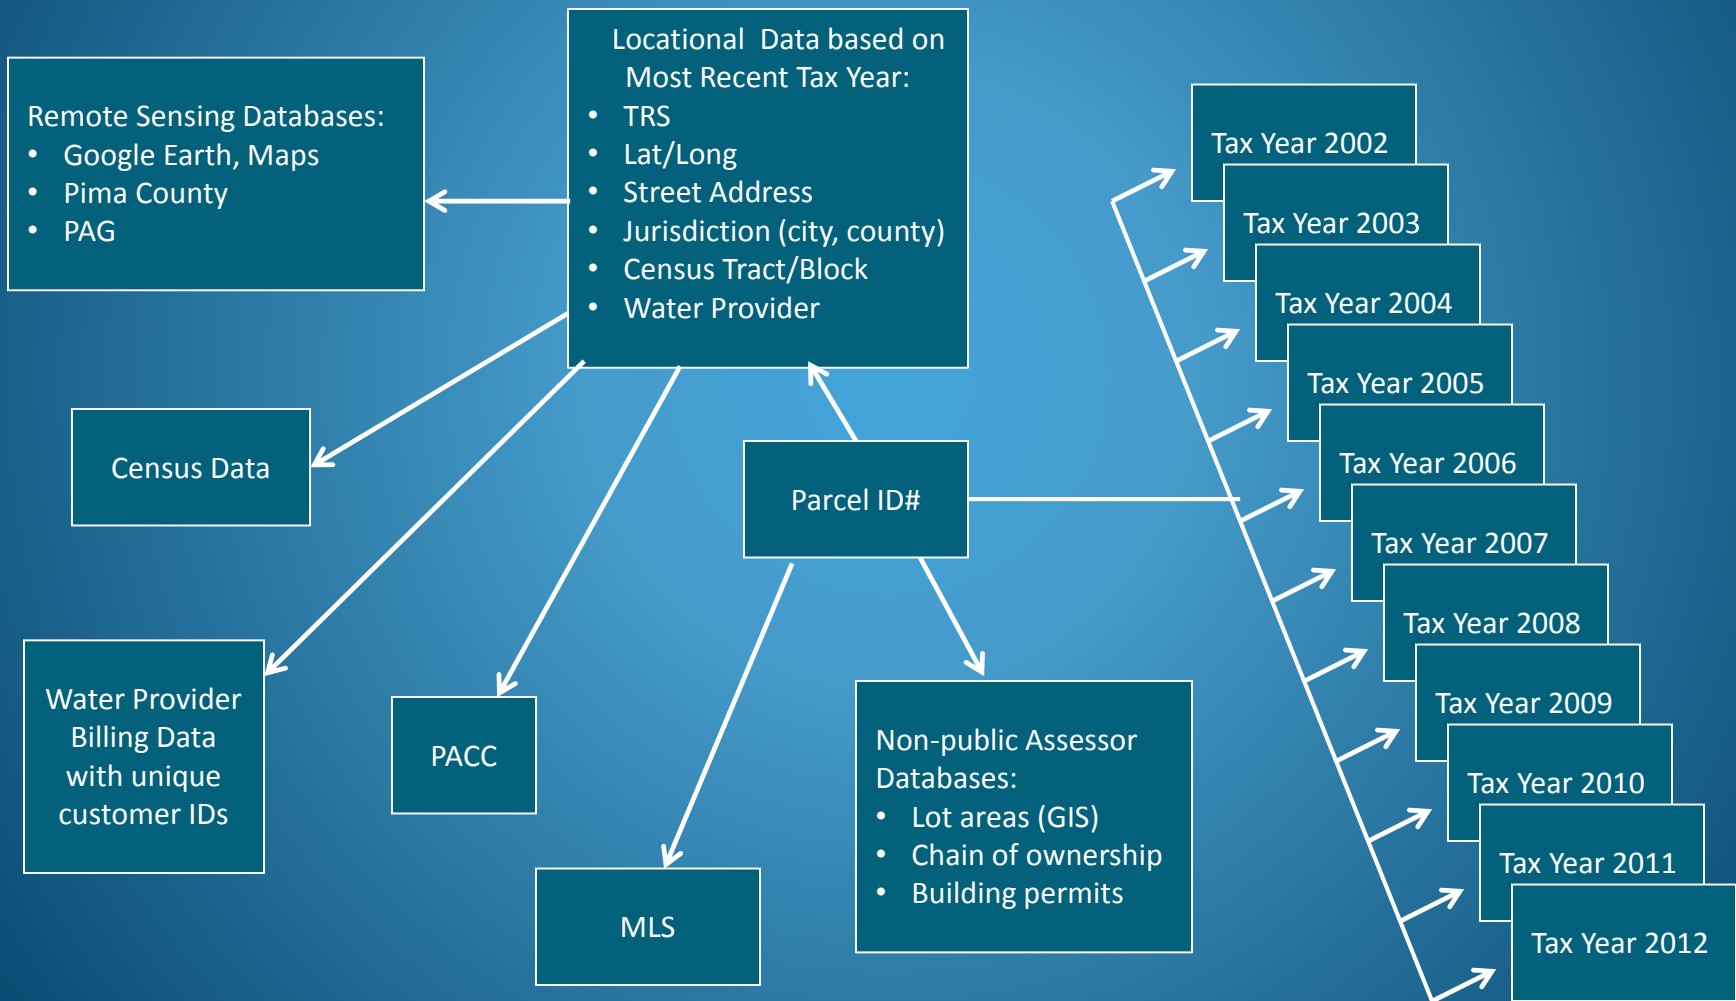 Locational  Data based on
Most Recent Tax Year:
• TRS
• Lat/Long
• Street Address
• Jurisdiction (city, county)
• Census Tract/Block
• Water Provider
Remote Sensing Databases:
• Google Earth, Maps
• Pima County
• PAG
Census Data
Parcel ID#
Water Provider
Billing Data
with unique
customer IDs
PACC
MLS
Non-public Assessor
Databases:
• Lot areas (GIS)
• Chain of ownership
• Building permits
Tax Year 2002
Tax Year 2003
Tax Year 2004
Tax Year 2005
Tax Year 2006
Tax Year 2007
Tax Year 2008
Tax Year 2009
Tax Year 2010
Tax Year 2011
Tax Year 2012